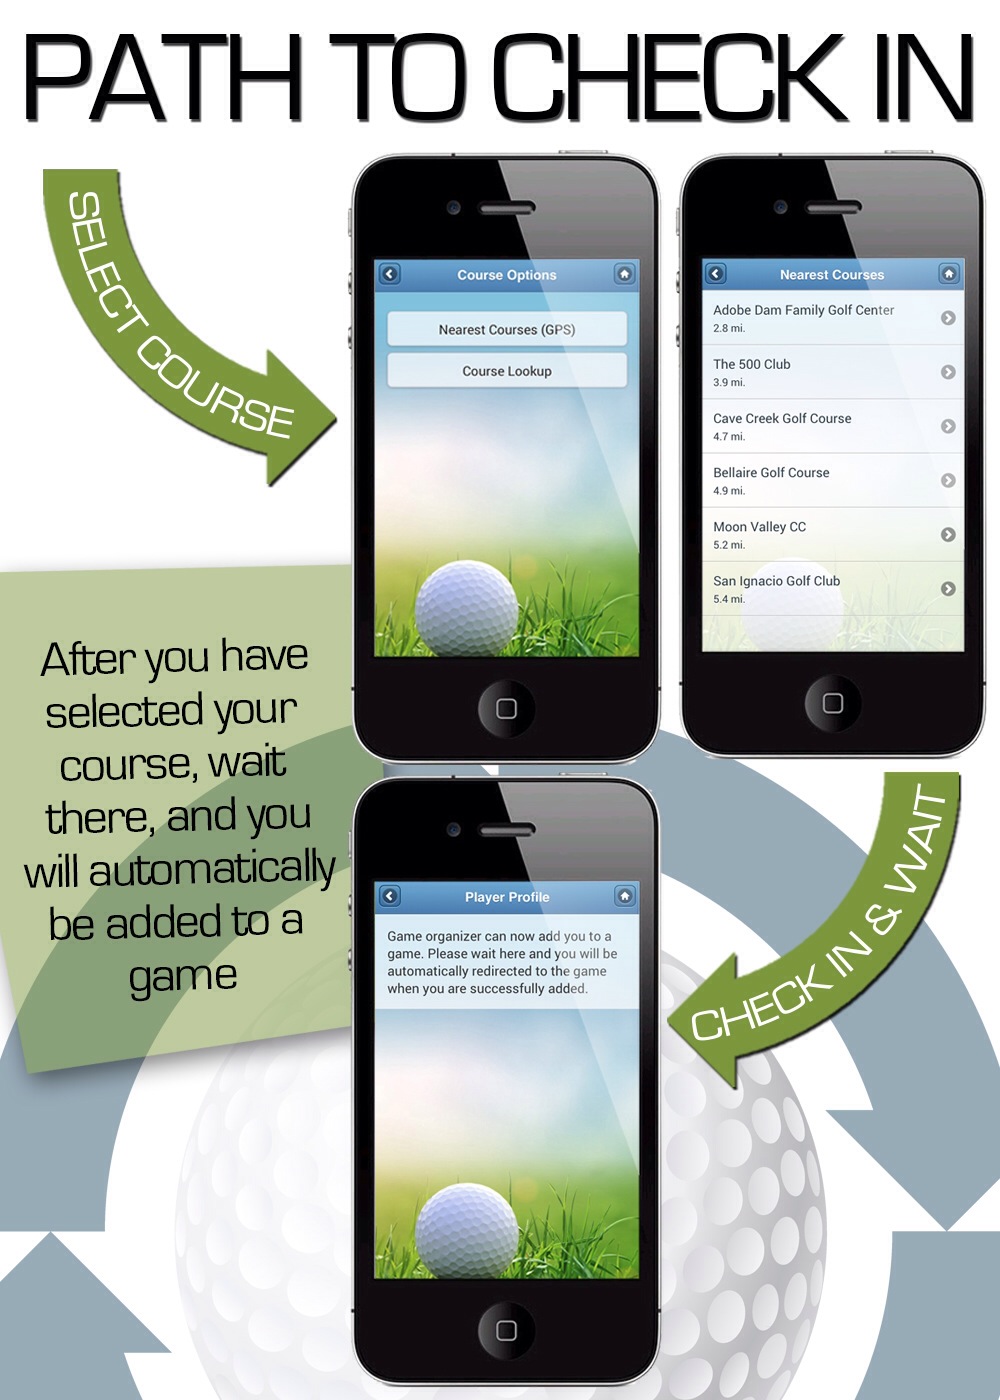 PATH TO CHECK IN
SELECT COURSE
Course Options
Nearest Courses (GPS)
Course Lookup
Nearest Courses
Adobe Dam Family Golf Center
2.8 mi.
The 500 Club
3.9 mi.
Cave Creek Golf Course
4.7 mi.
Bellaire Golf Course
4.9 mi.
Moon Valley CC
5.2 mi.
San Ignacio Golf Club
5.4 mi.
After you have
selected your
course, wait
there, and you
will automatically
be added to a
game
CHECK IN & WAIT
Player Profile
Game organizer can now add you to a
game. Please wait here and you will be
automatically redirected to the game
when you are successfully added.